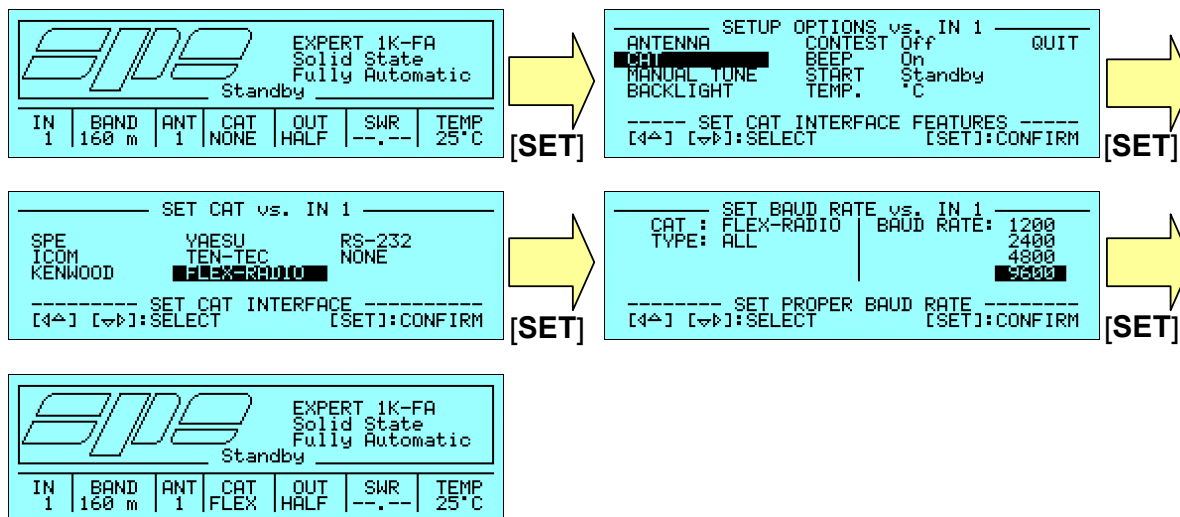 EXPERT 1K-FA
Solid State
Fully Automatic
Standby
IN BAND ANT CAT OUT SWR TEMP
1 160 m 1 NONE HALF --.-- 25°C
[SET]
SETUP OPTIONS vs. IN 1
ANTENNA CONTEST Off QUIT
CAT BEEP On
MANUAL TUNE START Standby
BACKLIGHT TEMP. °C
----- SET CAT INTERFACE FEATURES -----
[◁△] [▽▷]:SELECT [SET]:CONFIRM
[SET]
SET CAT vs. IN 1
SPE YAESU RS-232
ICOM TEN-TEC NONE
KENWOOD FLEX-RADIO
--------- SET CAT INTERFACE ----------
[◁△] [▽▷]:SELECT [SET]:CONFIRM
[SET]
SET BAUD RATE vs. IN 1
CAT : FLEX-RADIO BAUD RATE: 1200
TYPE: ALL 2400
4800
9600
-------- SET PROPER BAUD RATE --------
[◁△] [▽▷]:SELECT [SET]:CONFIRM
[SET]
EXPERT 1K-FA
Solid State
Fully Automatic
Standby
IN BAND ANT CAT OUT SWR TEMP
1 160 m 1 FLEX HALF --.-- 25°C